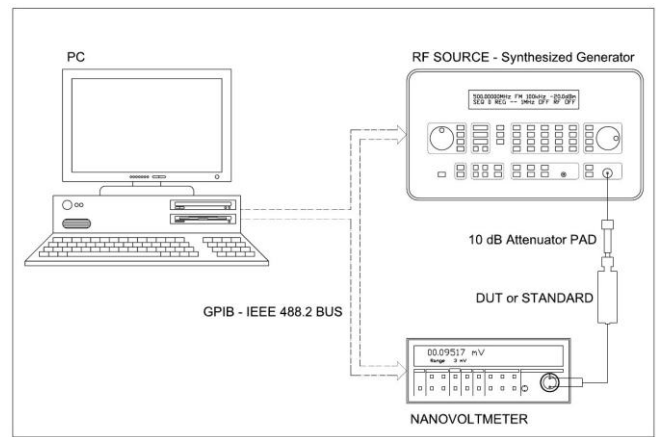 PC
RF SOURCE - Synthesized Generator
500.00000MHz FM 100kHz -20.0dBm
SEQ 0 REG -- 1MHz OFF RF OFF
10 dB Attenuator PAD
DUT or STANDARD
GPIB - IEEE 488.2 BUS
00.09517 mV
Range 3 mV
NANOVOLTMETER